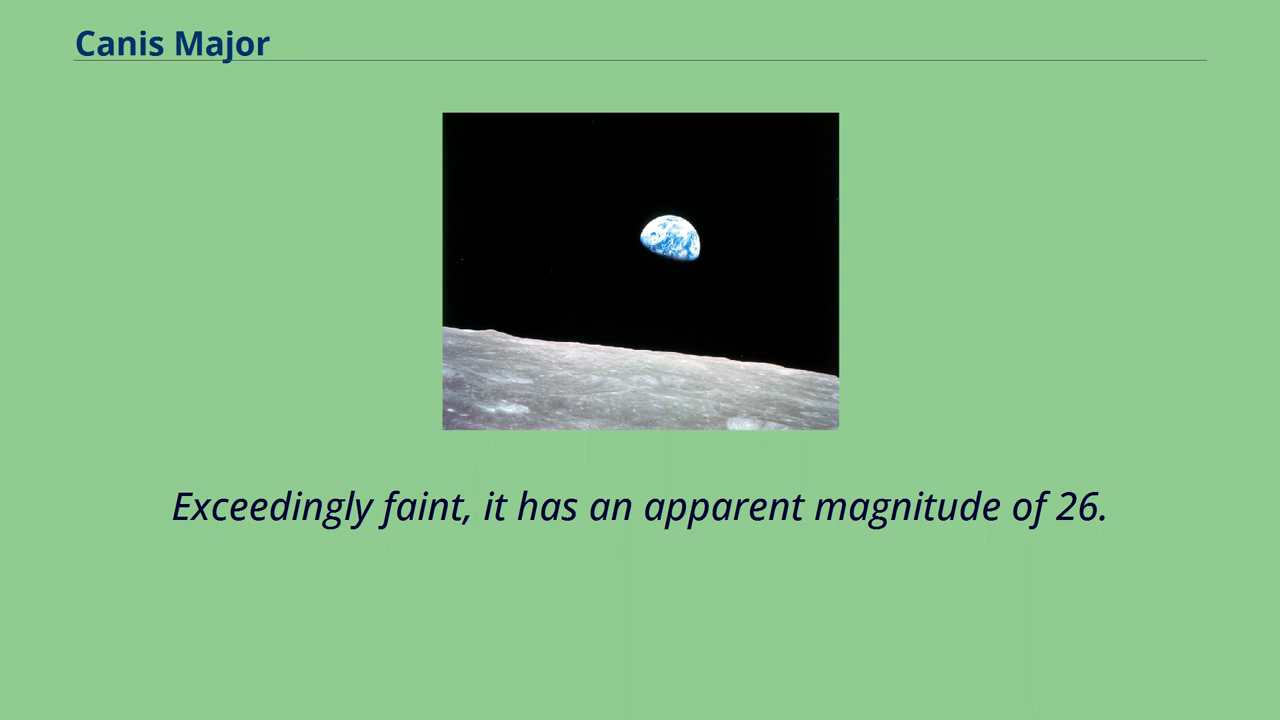 Canis Major
Exceedingly faint, it has an apparent magnitude of 26.